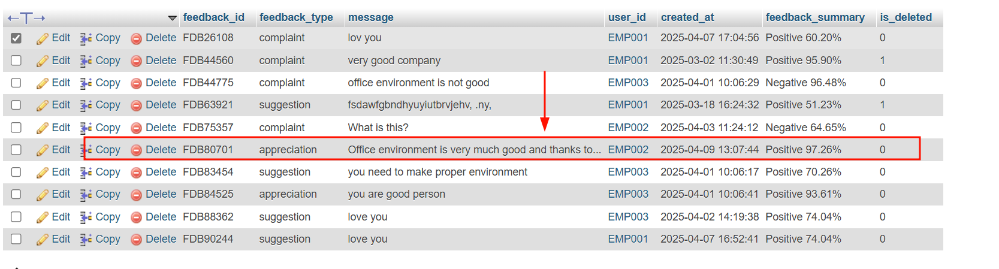 feedback_id feedback_type message user_id created_at feedback_summary is_deleted
Edit Copy Delete FDB26108 complaint lov you EMP001 2025-04-07 17:04:56 Positive 60.20% 0
Edit Copy Delete FDB44560 complaint very good company EMP001 2025-03-02 11:30:49 Positive 95.90% 1
Edit Copy Delete FDB44775 complaint office environment is not good EMP003 2025-04-01 10:06:29 Negative 96.48% 0
Edit Copy Delete FDB63921 suggestion fsdawfgbndhyuyiutbrvjehv, .ny, EMP001 2025-03-18 16:24:32 Positive 51.23% 1
Edit Copy Delete FDB75357 complaint What is this? EMP002 2025-04-03 11:24:12 Negative 64.65% 0
Edit Copy Delete FDB80701 appreciation Office environment is very much good and thanks to... EMP002 2025-04-09 13:07:44 Positive 97.26% 0
Edit Copy Delete FDB83454 suggestion you need to make proper environment EMP003 2025-04-01 10:06:17 Positive 70.26% 0
Edit Copy Delete FDB84525 appreciation you are good person EMP003 2025-04-01 10:06:41 Positive 93.61% 0
Edit Copy Delete FDB88362 suggestion love you EMP003 2025-04-02 14:19:38 Positive 74.04% 0
Edit Copy Delete FDB90244 suggestion love you EMP001 2025-04-07 16:52:41 Positive 74.04% 0